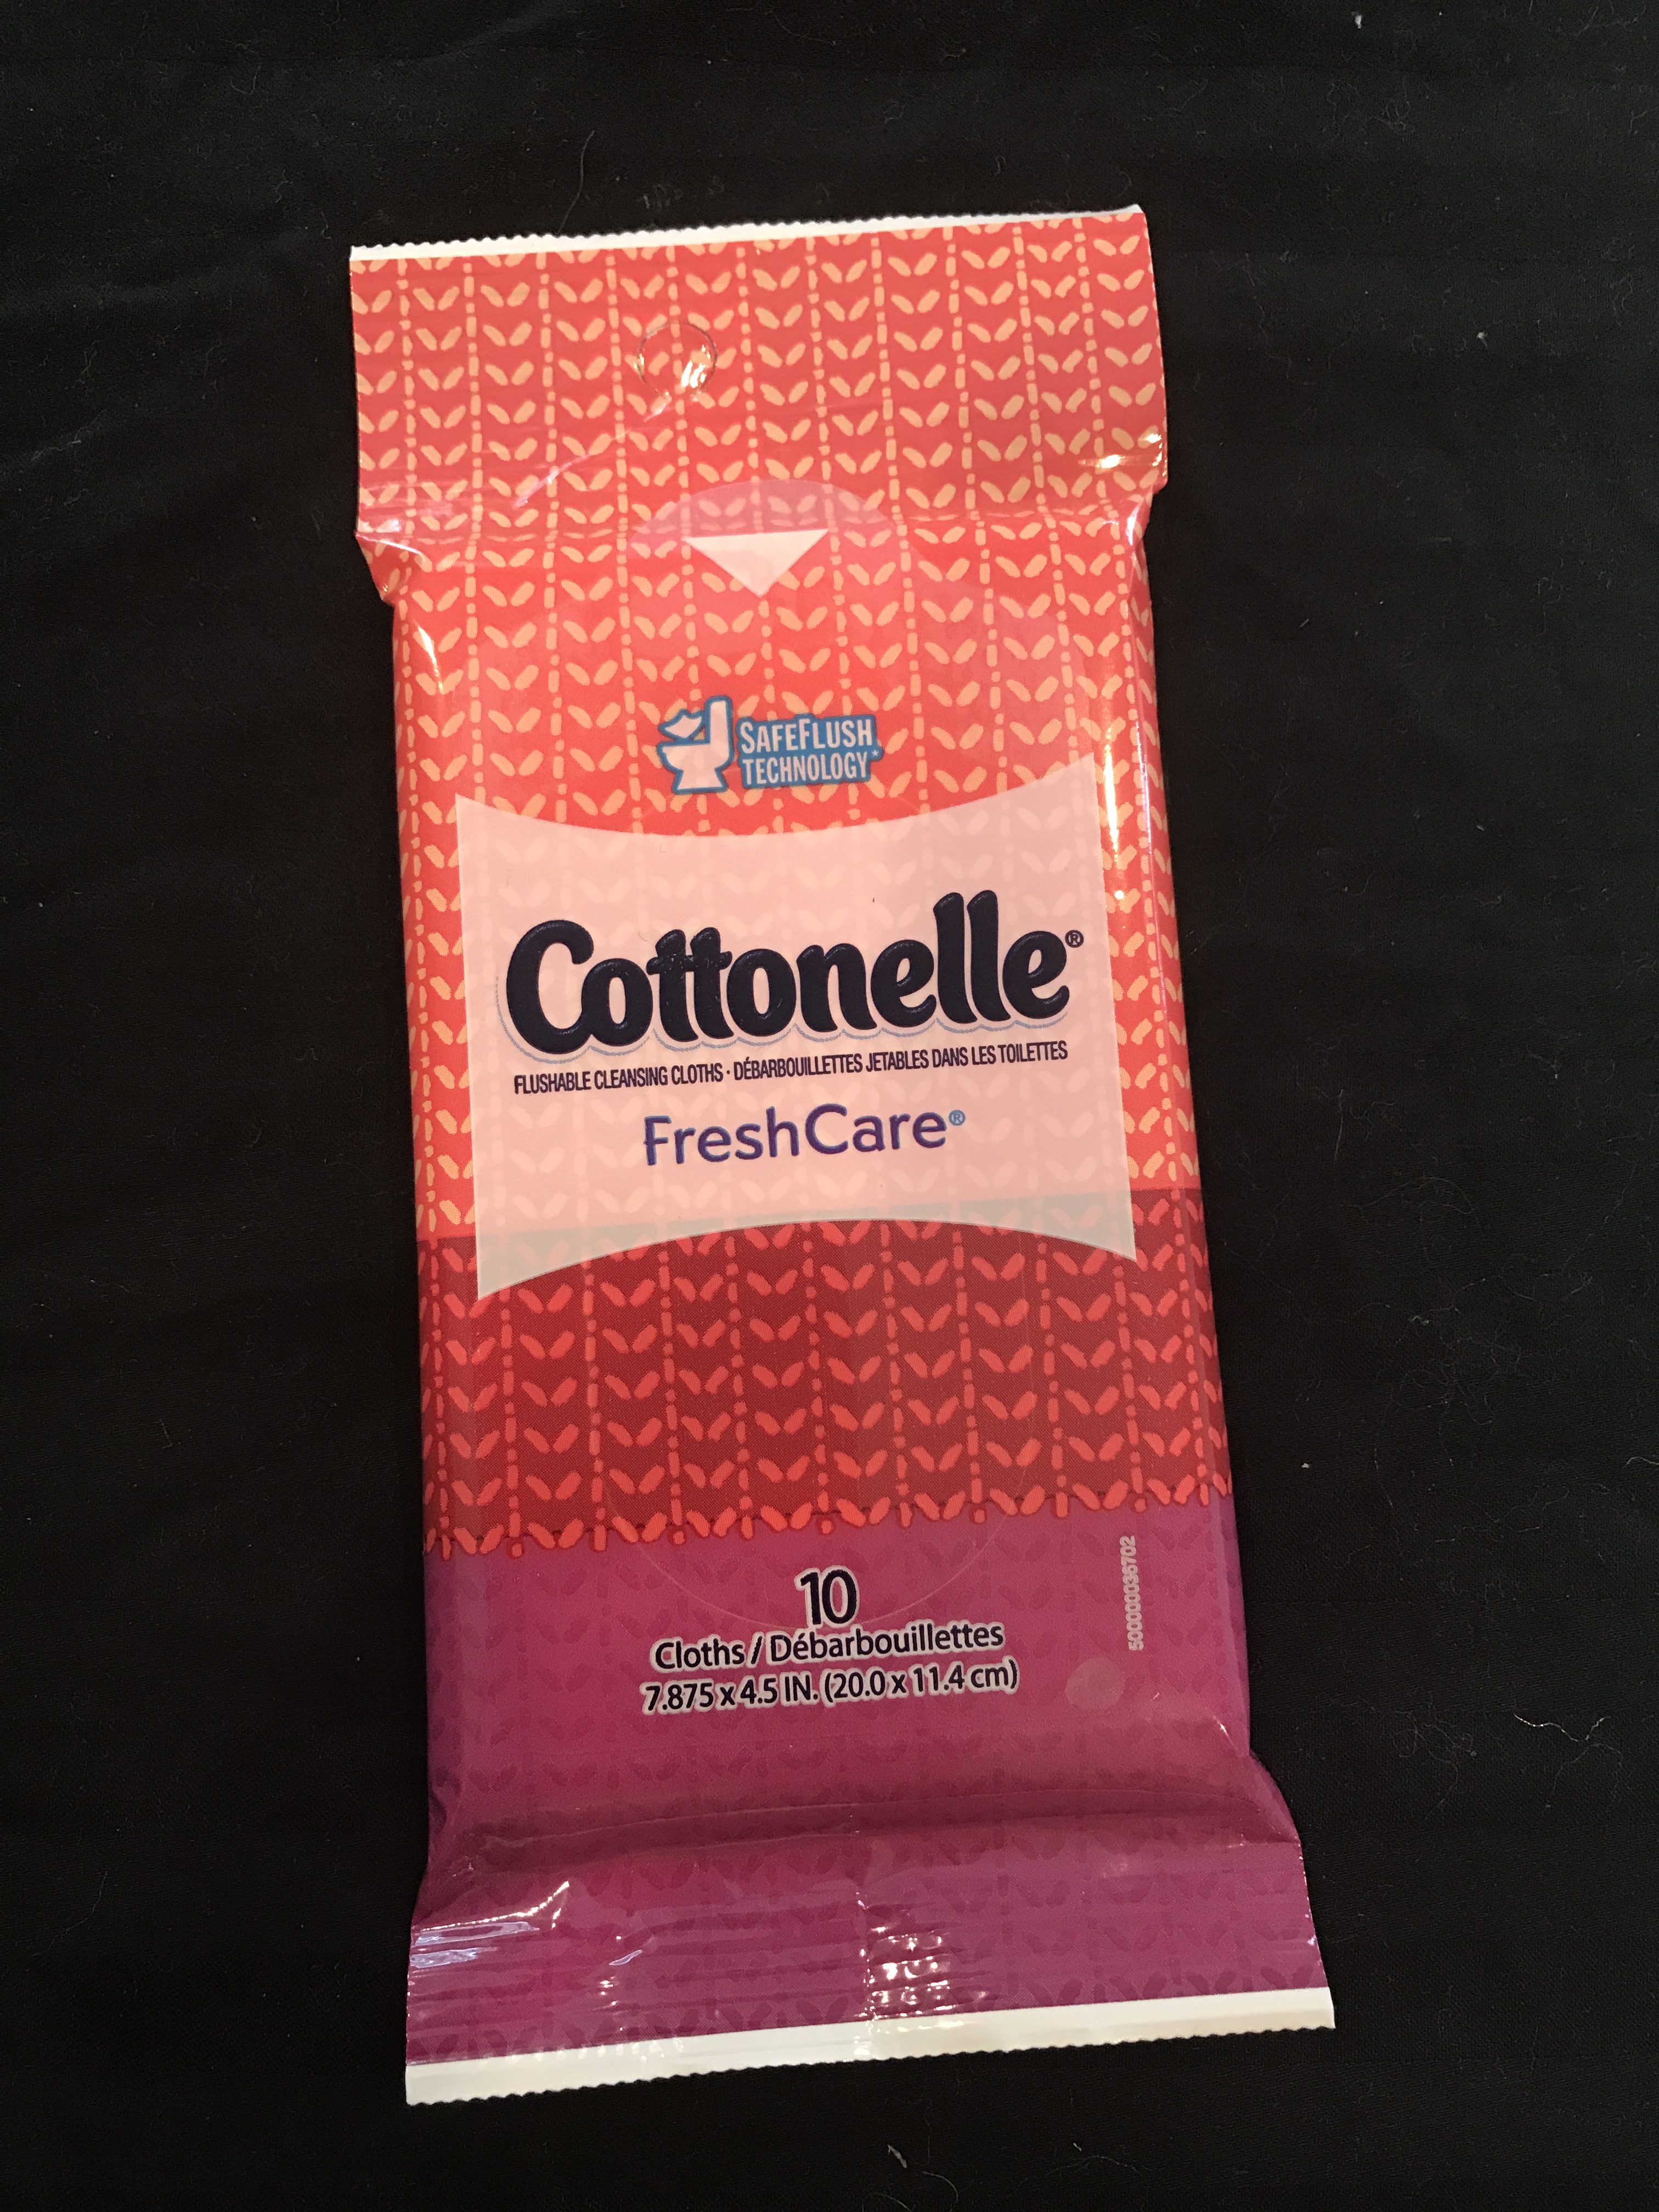 SAFEFLUSH
TECHNOLOGY*
Cottonelle®
FLUSHABLE CLEANSING CLOTHS · DÉBARBOUILLETTES JETABLES DANS LES TOILETTES
FreshCare®
10
Cloths / Débarbouillettes
7.875 x 4.5 IN. (20.0 x 11.4 cm)
50000036702